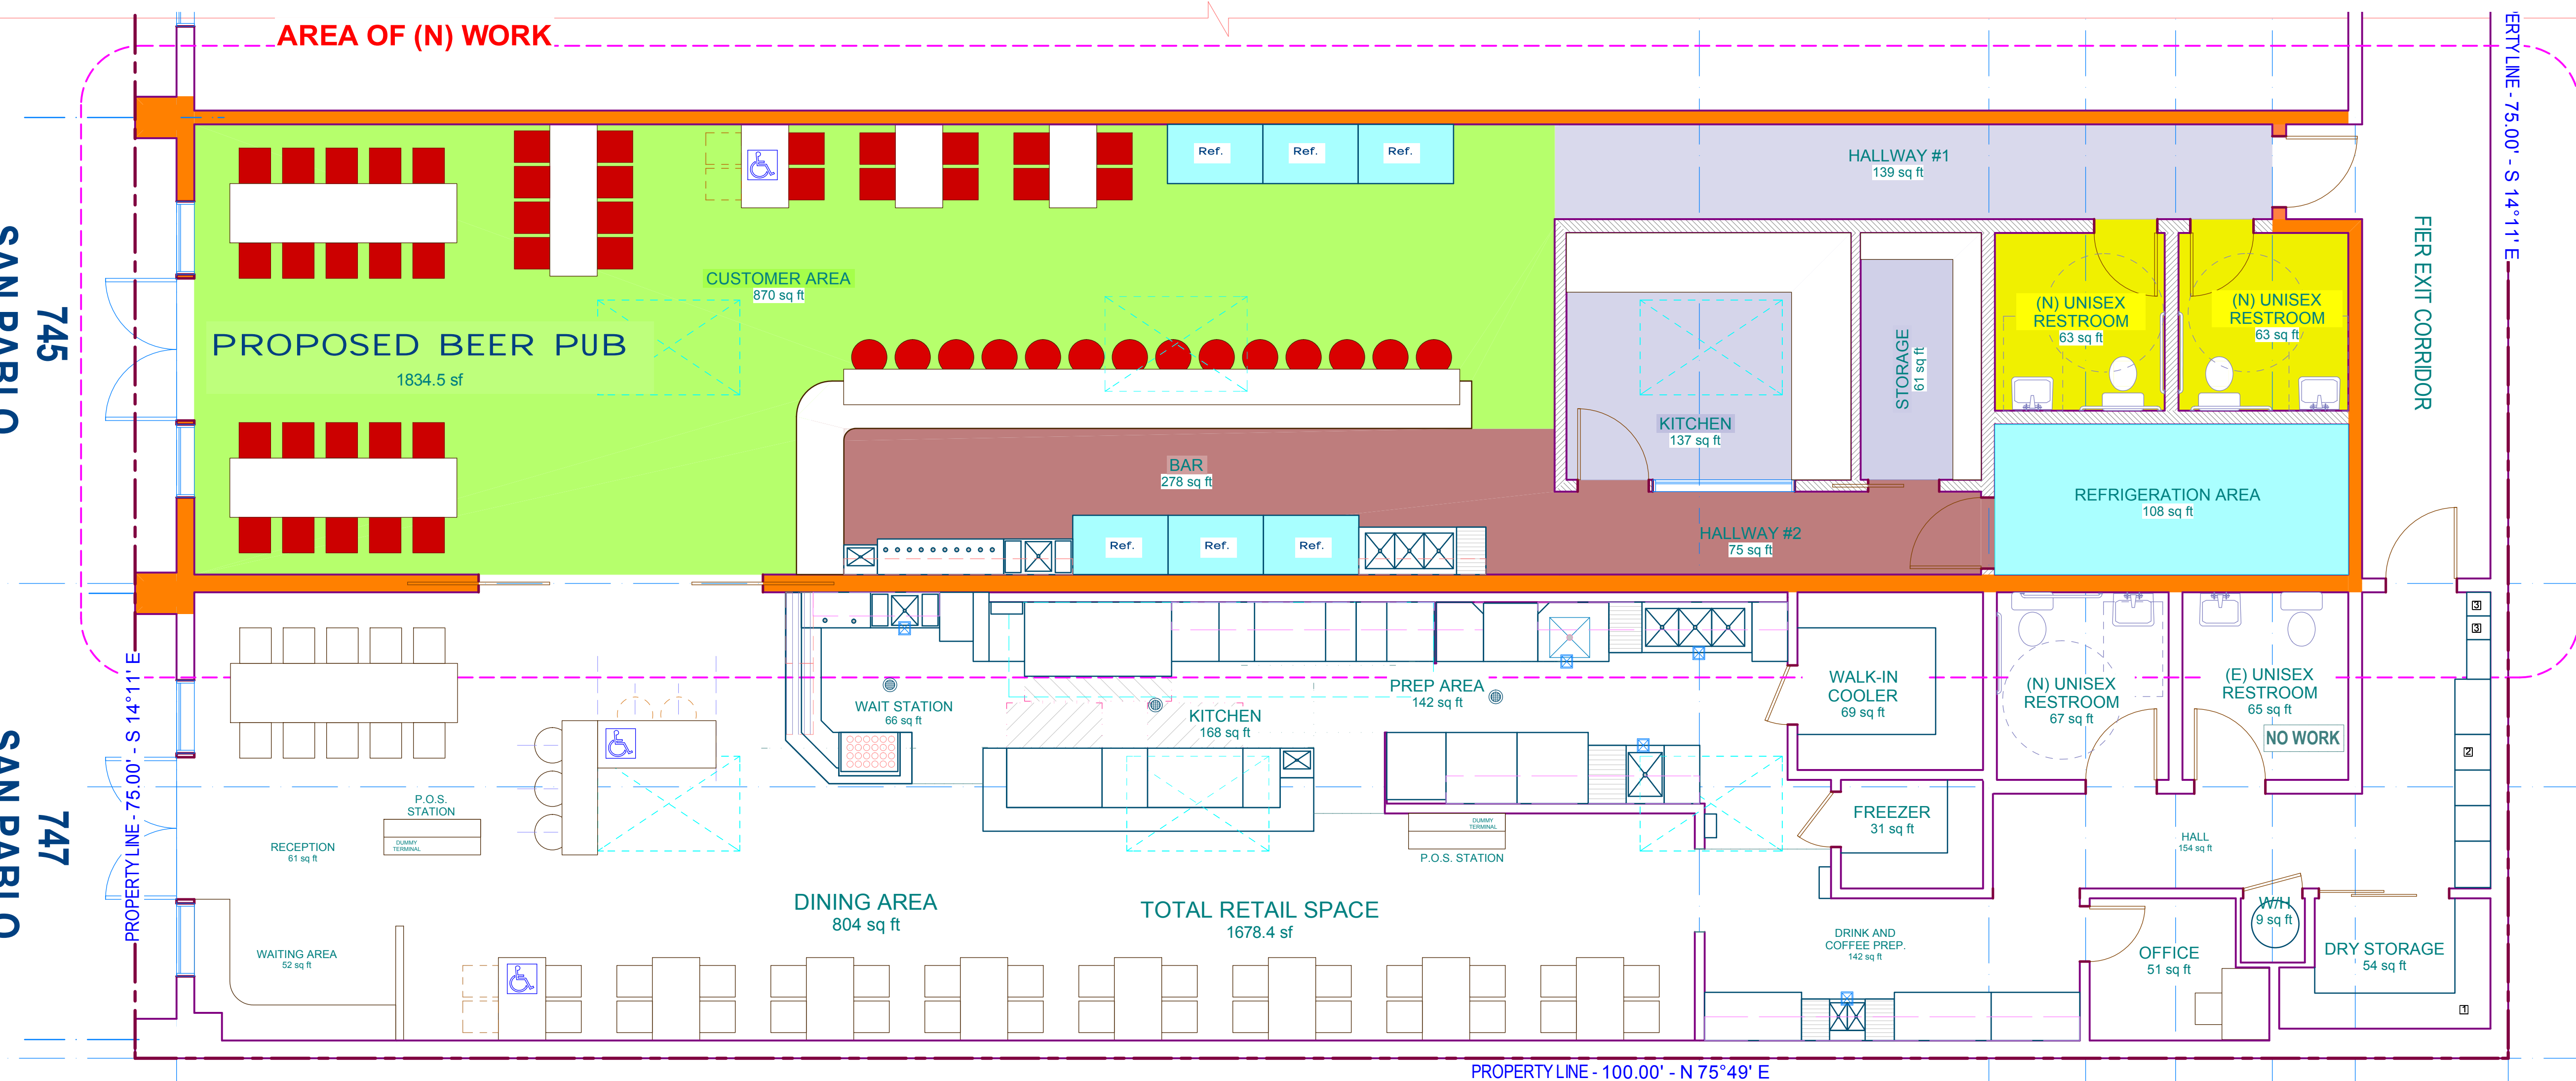 AREA OF (N) WORK
ERTY LINE - 75.00' - S 14°11' E
Ref.
Ref.
Ref.
HALLWAY #1
139 sq ft
745
SAN PABLO
CUSTOMER AREA
870 sq ft
PROPOSED BEER PUB
1834.5 sf
KITCHEN
137 sq ft
STORAGE
61 sq ft
(N) UNISEX
RESTROOM
63 sq ft
(N) UNISEX
RESTROOM
63 sq ft
FIER EXIT CORRIDOR
BAR
278 sq ft
REFRIGERATION AREA
108 sq ft
HALLWAY #2
75 sq ft
Ref.
Ref.
Ref.
747
SAN PABLO
PROPERTY LINE - 75.00' - S 14°11' E
WAIT STATION
66 sq ft
KITCHEN
168 sq ft
PREP AREA
142 sq ft
WALK-IN
COOLER
69 sq ft
(N) UNISEX
RESTROOM
67 sq ft
(E) UNISEX
RESTROOM
65 sq ft
NO WORK
3
3
2
P.O.S.
STATION
DUMMY
TERMINAL
RECEPTION
61 sq ft
DUMMY
TERMINAL
P.O.S. STATION
FREEZER
31 sq ft
HALL
154 sq ft
DINING AREA
804 sq ft
TOTAL RETAIL SPACE
1678.4 sf
WAITING AREA
52 sq ft
DRINK AND
COFFEE PREP.
142 sq ft
OFFICE
51 sq ft
W/H
9 sq ft
DRY STORAGE
54 sq ft
1
PROPERTY LINE - 100.00' - N 75°49' E